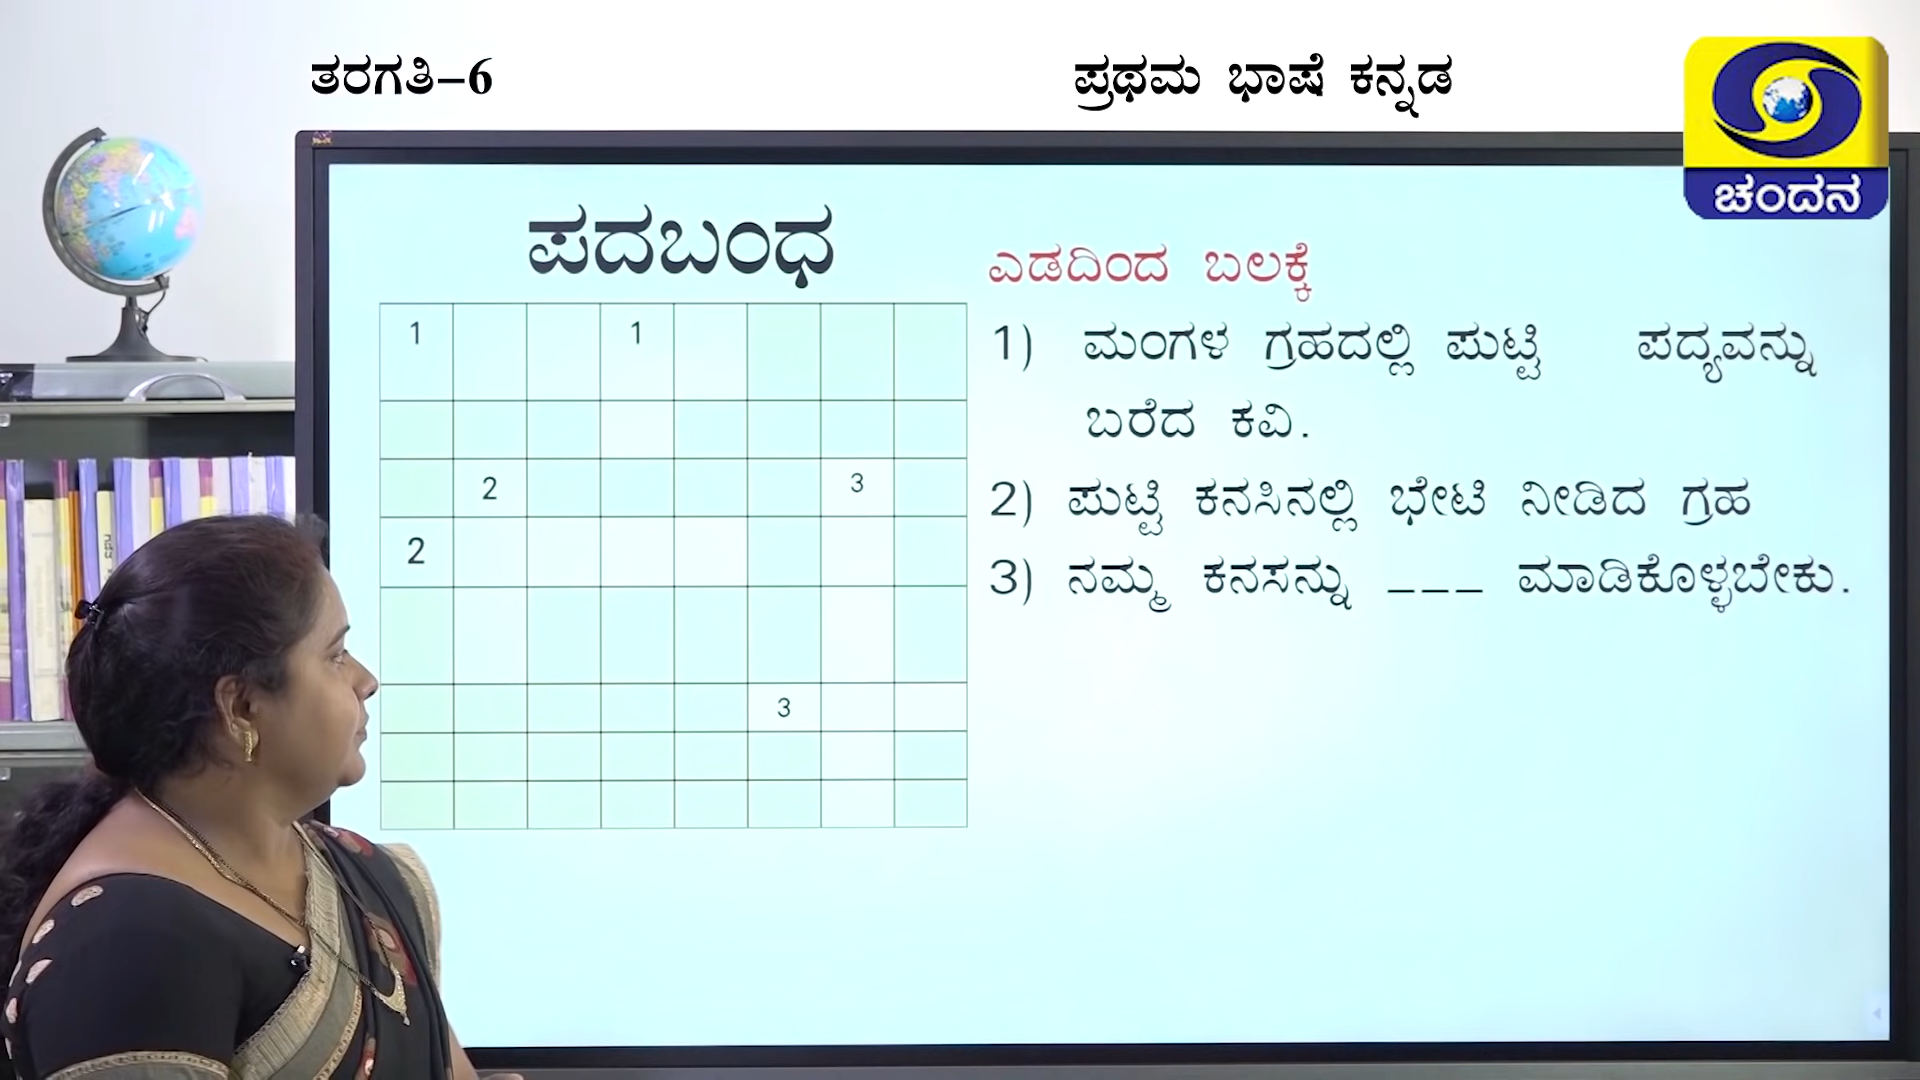 ತರಗತಿ–6
ಪ್ರಥಮ ಭಾಷೆ ಕನ್ನಡ
ಚಂದನ
ಪದಬಂಧ
1 1
2 3
2
3
ಎಡದಿಂದ ಬಲಕ್ಕೆ
1) ಮಂಗಳ ಗ್ರಹದಲ್ಲಿ ಪುಟ್ಟಿ ಪದ್ಯವನ್ನು
ಬರೆದ ಕವಿ.
2) ಪುಟ್ಟಿ ಕನಸಿನಲ್ಲಿ ಭೇಟಿ ನೀಡಿದ ಗ್ರಹ
3) ನಮ್ಮ ಕನಸನ್ನು ___ ಮಾಡಿಕೊಳ್ಳಬೇಕು.